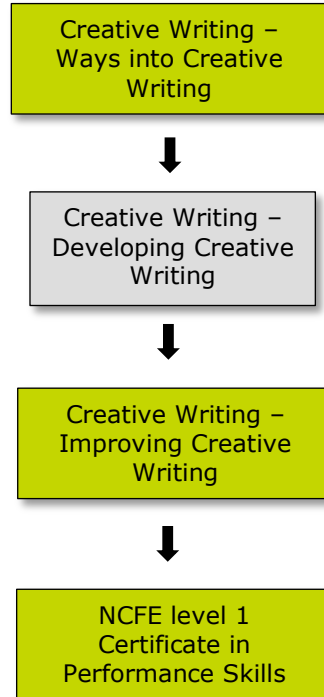 Creative Writing –
Ways into Creative
Writing
Creative Writing –
Developing Creative
Writing
Creative Writing –
Improving Creative
Writing
NCFE level 1
Certificate in
Performance Skills